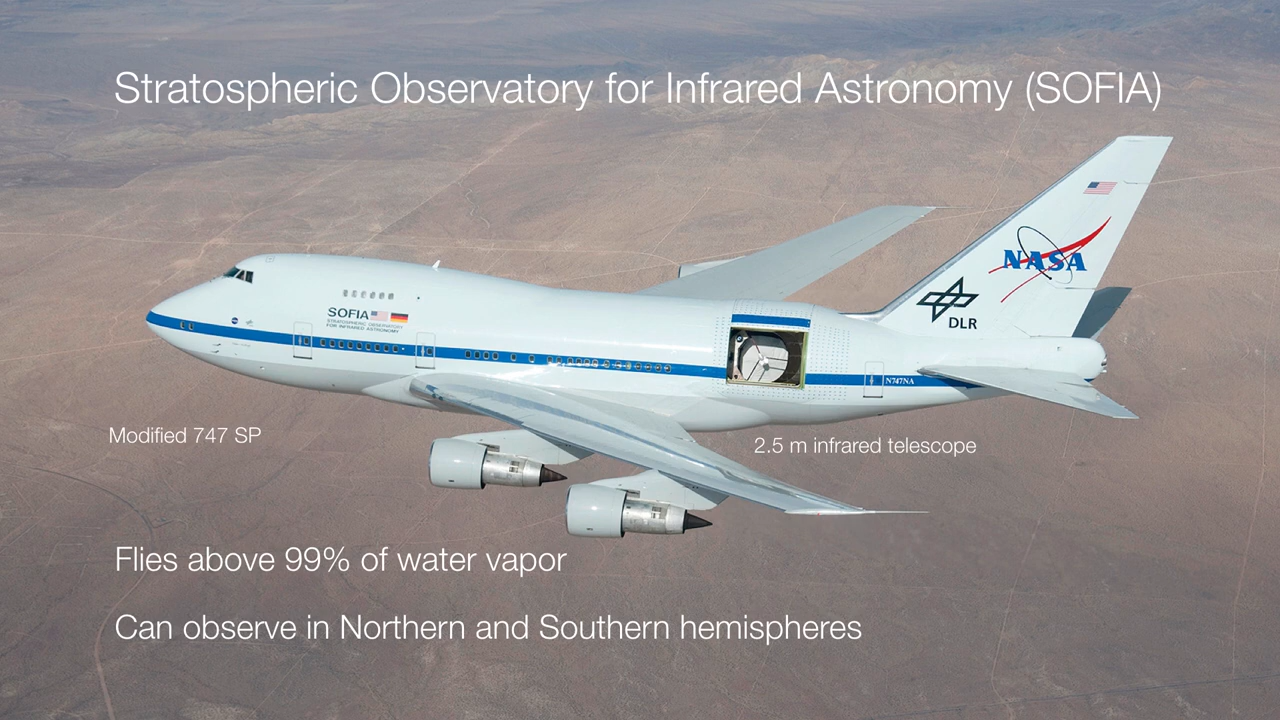 Stratospheric Observatory for Infrared Astronomy (SOFIA)
NASA
DLR
SOFIA
STRATOSPHERIC OBSERVATORY
FOR INFRARED ASTRONOMY
N747NA
Modified 747 SP
2.5 m infrared telescope
Flies above 99% of water vapor
Can observe in Northern and Southern hemispheres